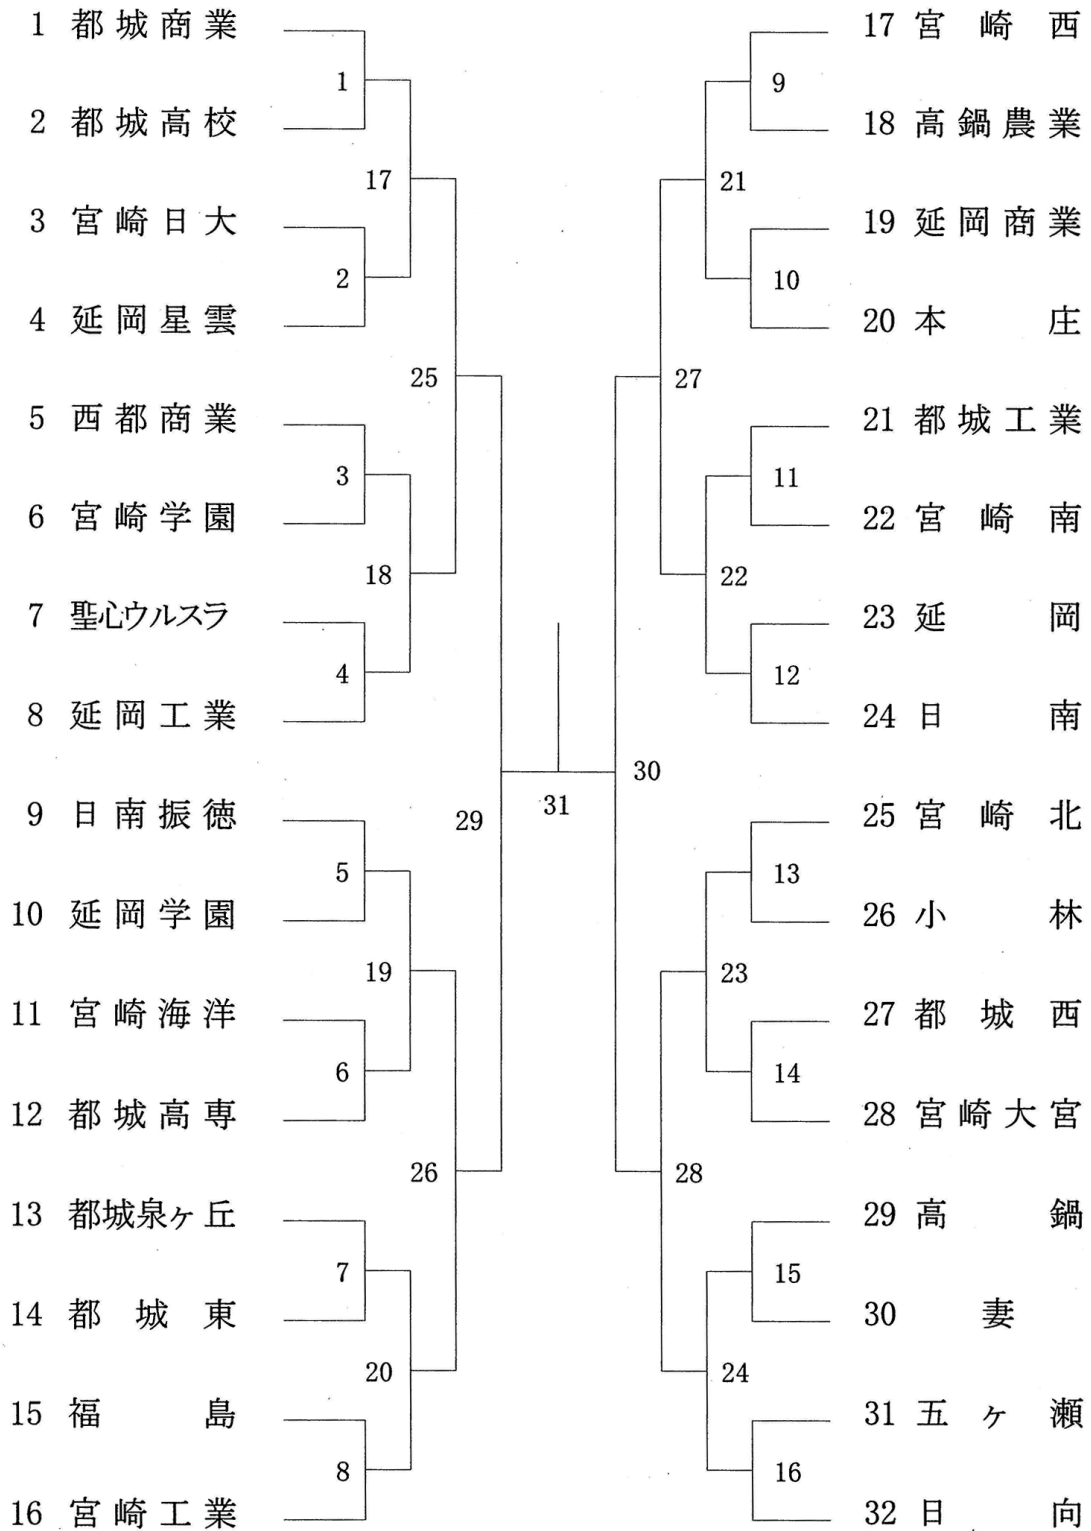 1 都城商業
2 都城高校
3 宮崎日大
4 延岡星雲
5 西都商業
6 宮崎学園
7 聖心ウルスラ
8 延岡工業
9 日南振徳
10 延岡学園
11 宮崎海洋
12 都城高専
13 都城泉ヶ丘
14 都城東
15 福島
16 宮崎工業
1
2
3
4
5
6
7
8
17
18
19
20
25
26
29
31
30
27
28
21
22
23
24
9
10
11
12
13
14
15
16
17 宮崎西
18 高鍋農業
19 延岡商業
20 本庄
21 都城工業
22 宮崎南
23 延岡
24 日南
25 宮崎北
26 小林
27 都城西
28 宮崎大宮
29 高鍋
30 妻
31 五ヶ瀬
32 日向